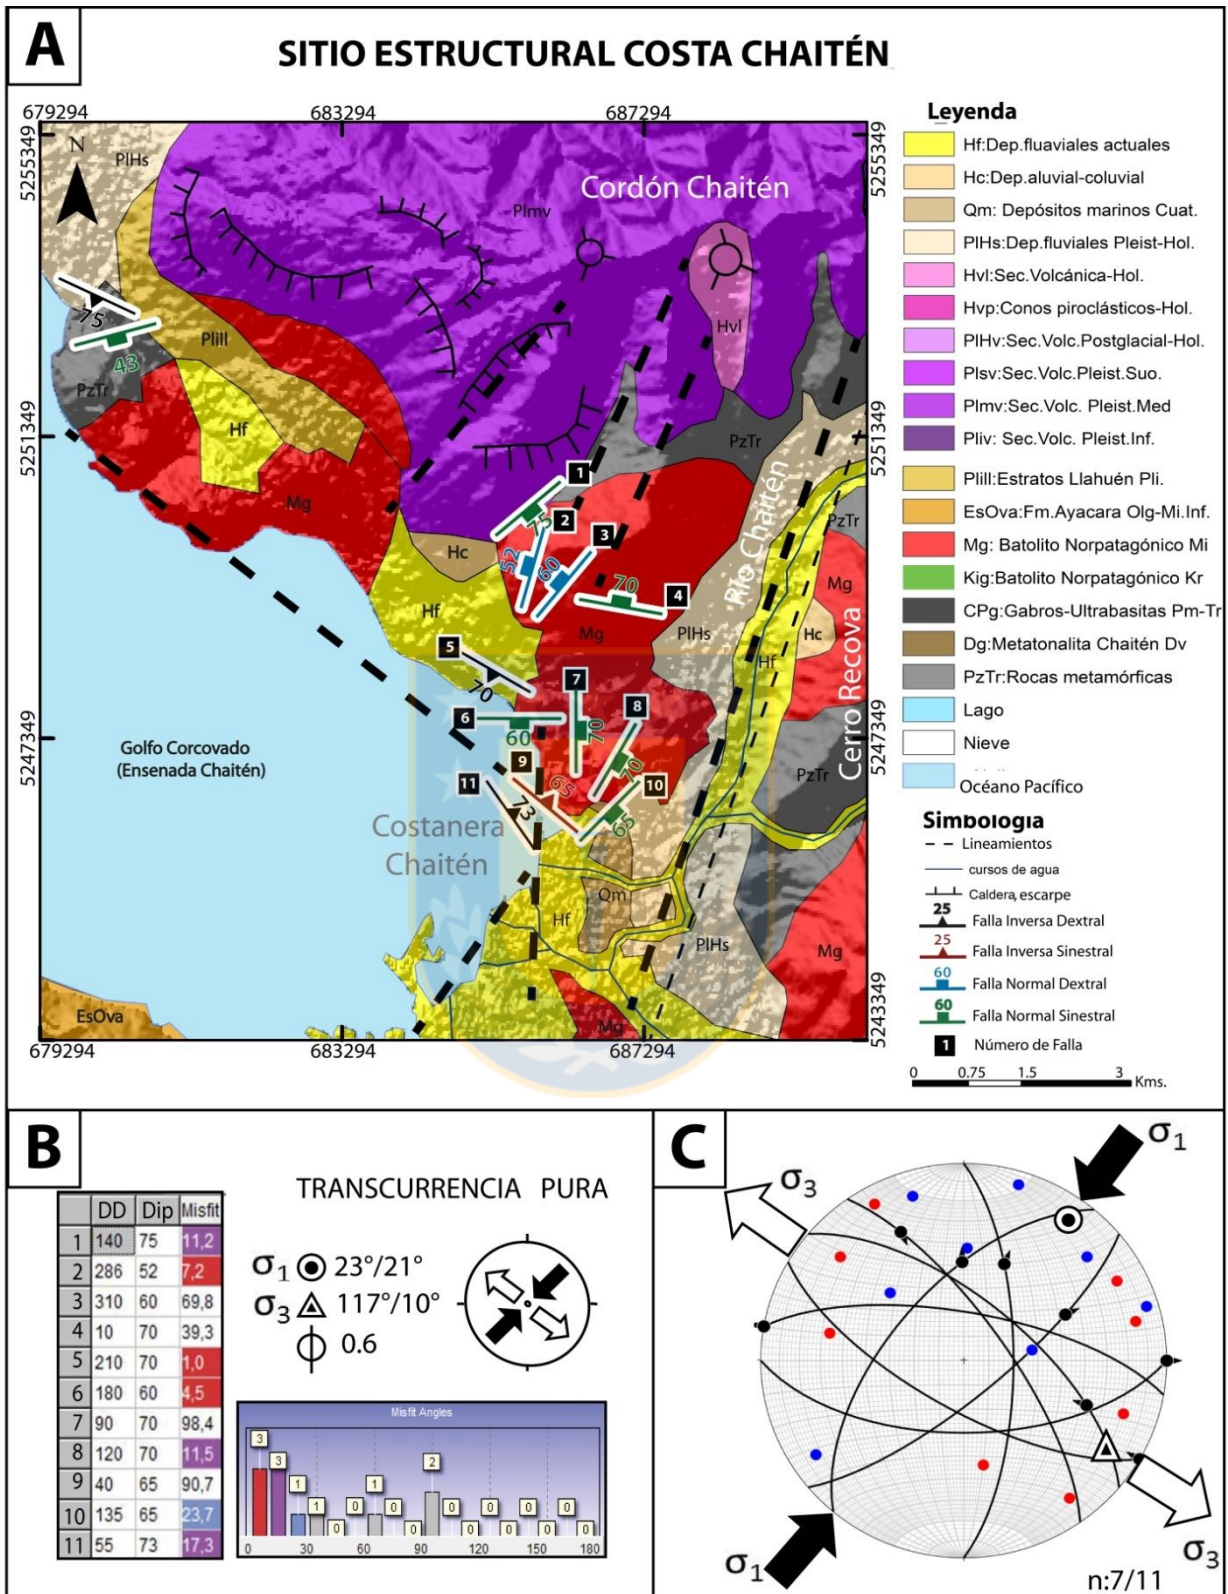 A
SITIO ESTRUCTURAL COSTA CHAITÉN
679294
683294
687294
5255349
5255349
N
PlHs
Cordón Chaitén
Plmv
75
43
Plill
Hvl
PzTr
Hf
5251349
5251349
PzTr
Mg
1
75
2
52
3
60
70
4
Río Chaitén
PzTr
Hc
Hf
Mg
PlHs
Mg
Hc
Hf
Cerro Recova
5
70
6
60
7
70
8
70
5247349
5247349
Golfo Corcovado
(Ensenada Chaitén)
9
65
10
65
11
73
PzTr
Costanera
Chaitén
Qm
Hf
PlHs
Mg
EsOva
Mg
5243349
5243349
679294
683294
687294
Leyenda
Hf:Dep.fluaviales actuales
Hc:Dep.aluvial-coluvial
Qm: Depósitos marinos Cuat.
PlHs:Dep.fluviales Pleist-Hol.
Hvl:Sec.Volcánica-Hol.
Hvp:Conos piroclásticos-Hol.
PlHv:Sec.Volc.Postglacial-Hol.
Plsv:Sec.Volc.Pleist.Suo.
Plmv:Sec.Volc. Pleist.Med
Pliv: Sec.Volc. Pleist.Inf.
Plill:Estratos Llahuén Pli.
EsOva:Fm.Ayacara Olg-Mi.Inf.
Mg: Batolito Norpatagónico Mi
Kig:Batolito Norpatagónico Kr
CPg:Gabros-Ultrabasitas Pm-Tr
Dg:Metatonalita Chaitén Dv
PzTr:Rocas metamórficas
Lago
Nieve
Océano Pacífico
Simbología
Lineamientos
cursos de agua
Caldera, escarpe
25 Falla Inversa Dextral
25 Falla Inversa Sinestral
60 Falla Normal Dextral
60 Falla Normal Sinestral
1 Número de Falla
0 0.75 1.5 3 Kms.
B
DD Dip Misfit
1 140 75 11,2
2 286 52 7,2
3 310 60 69,8
4 10 70 39,3
5 210 70 1,0
6 180 60 4,5
7 90 70 98,4
8 120 70 11,5
9 40 65 90,7
10 135 65 23,7
11 55 73 17,3
TRANSCURRENCIA PURA
σ1 23°/21°
σ3 117°/10°
0.6
Misfit Angles
3 3 1 1 0 0 1 0 0 2 0 0 0 0 0 0 0 0
0 30 60 90 120 150 180
C
σ1
σ3
σ1
σ3
n:7/11